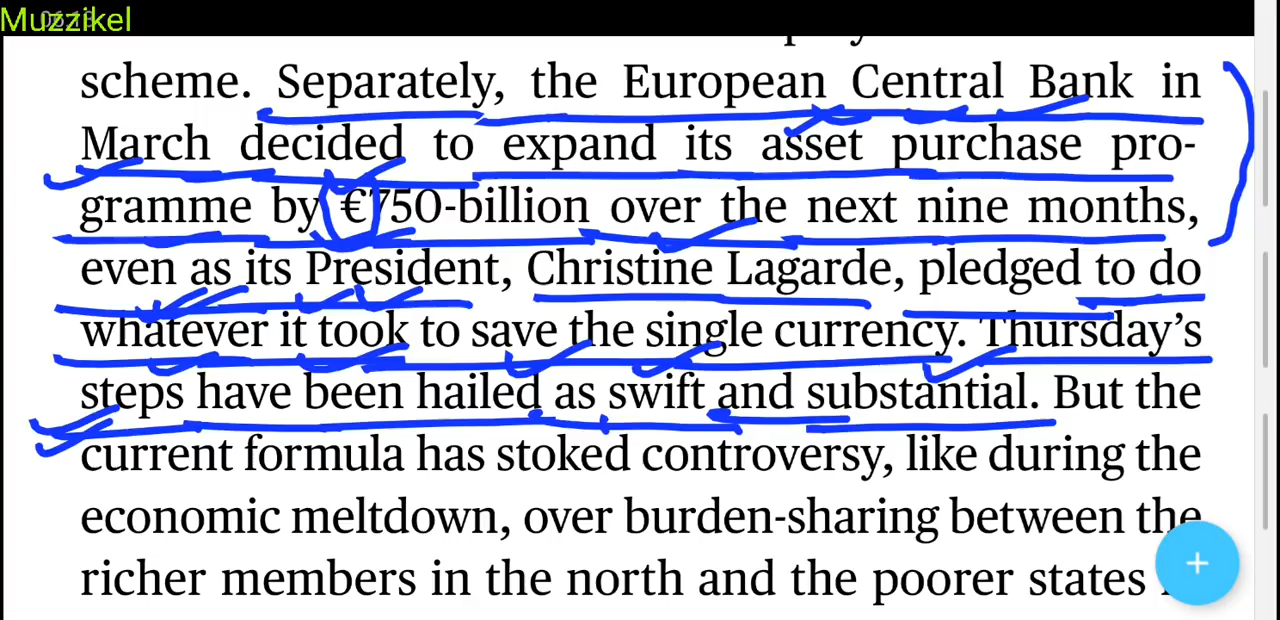 Muzzikel
scheme. Separately, the European Central Bank in
March decided to expand its asset purchase pro-
gramme by €750-billion over the next nine months,
even as its President, Christine Lagarde, pledged to do
whatever it took to save the single currency. Thursday's
steps have been hailed as swift and substantial. But the
current formula has stoked controversy, like during the
economic meltdown, over burden-sharing between the
richer members in the north and the poorer states